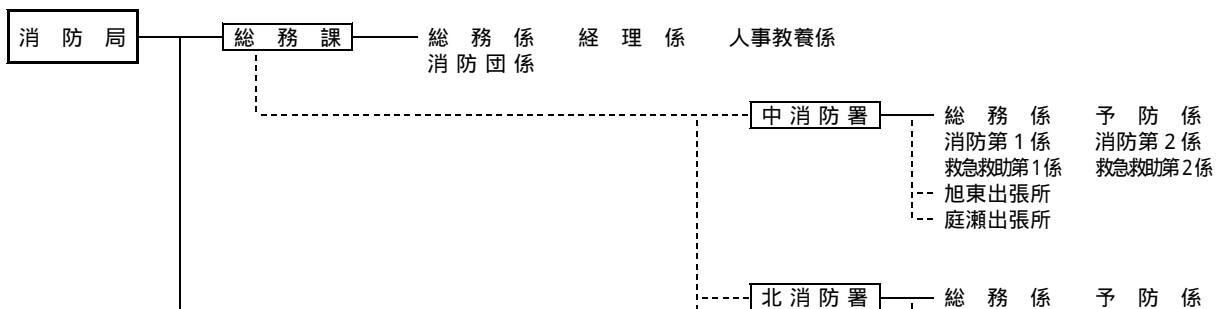 消防局 総務課 総務係 経理係 人事教養係
消防団係
中消防署 総務係 予防係
消防第1係 消防第2係
救急救助第1係 救急救助第2係
旭東出張所
庭瀬出張所
北消防署 総務係 予防係